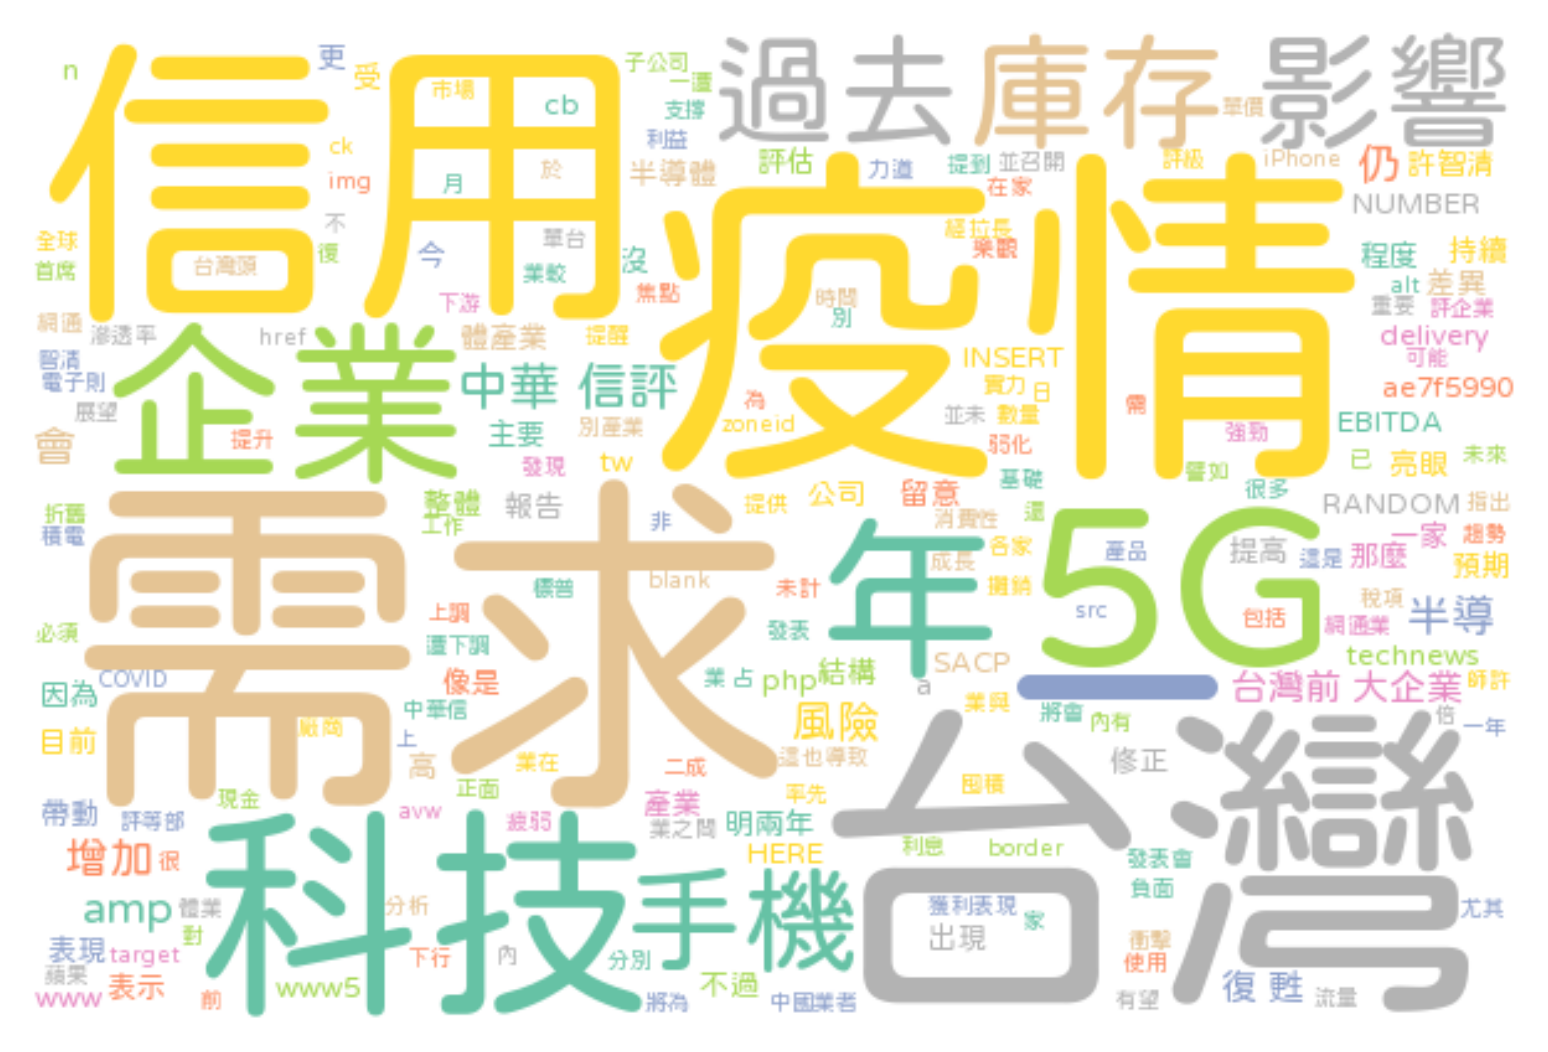 信用
疫情
需求
台灣
科技
企業
5G
年
手機
過去
庫存
影響
一
中華 信評
n
更
受
子公司
一遭
支撐
利益
市場
cb
ck
img
月
於
半導體
評估
力道
提到
並召開
在家
評級
iPhone
單價
仍
許智清
NUMBER
全球
首席
台灣頭
不
復
今
單台
業較
沒
焦點
下游
經拉長
樂觀
時間
別
程度
持續
alt
差異
重要
評企業
delivery
可能
網通
滲透率
href
體產業
提醒
智清
電子則
展望
會
提升
主要
別產業
發現
tw
為
zoneid
INSERT
實力
日
並未
數量
弱化
基礎
需
強勁
ae7f5990
EBITDA
已
亮眼
未來
譬如
很多
RANDOM
指出
折舊
積電
整體
工作
報告
非
提供
公司
留意
消費性
還
成長
各家
攤銷
產品
提高
這是
那麼
一家
趨勢
預期
標普
blank
未計
發表
src
包括
稅項
網通業
半導
technews
必須
COVID
因為
目前
上調
遭下調
像是
中華信
上
廠商
高
業占
php
結構
風險
這也導致
SACP
a
業與
將會
內有
台灣前
大企業
師許
倍
一年
修正
帶動
評等部
現金
正面
業在
二成
avw
疲弱
產業
業之間
明兩年
率先
囤積
HERE
利息
border
發表會
負面
增加
很
amp
體業
對
分析
表現
target
蘋果
www
表示
前
www5
下行
內
分別
不過
將為
中國業者
獲利表現
出現
家
衝擊
使用
有望
復甦
流量
尤其